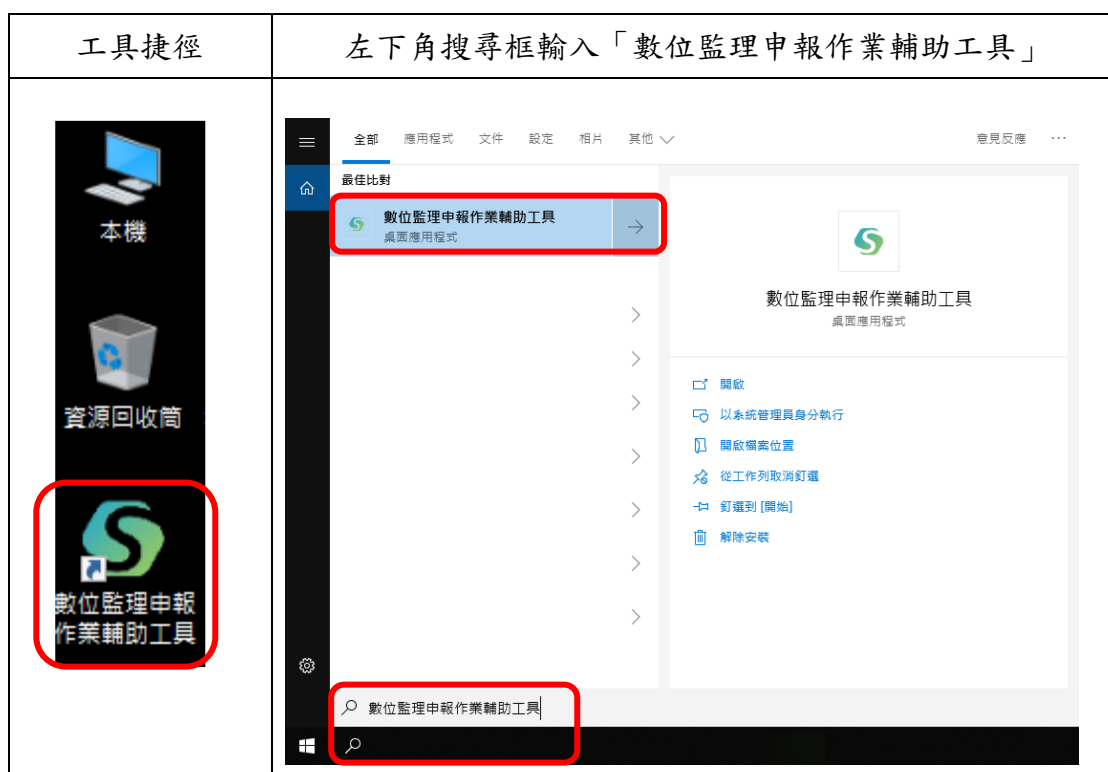 工具捷徑
左下角搜尋框輸入「數位監理申報作業輔助工具」
本機
資源回收筒
數位監理申報
作業輔助工具
全部 應用程式 文件 設定 相片 其他 意見反應 ···
最佳比對
數位監理申報作業輔助工具
桌面應用程式
數位監理申報作業輔助工具
桌面應用程式
開啟
以系統管理員身分執行
開啟檔案位置
從工作列取消釘選
釘選到 [開始]
解除安裝
數位監理申報作業輔助工具